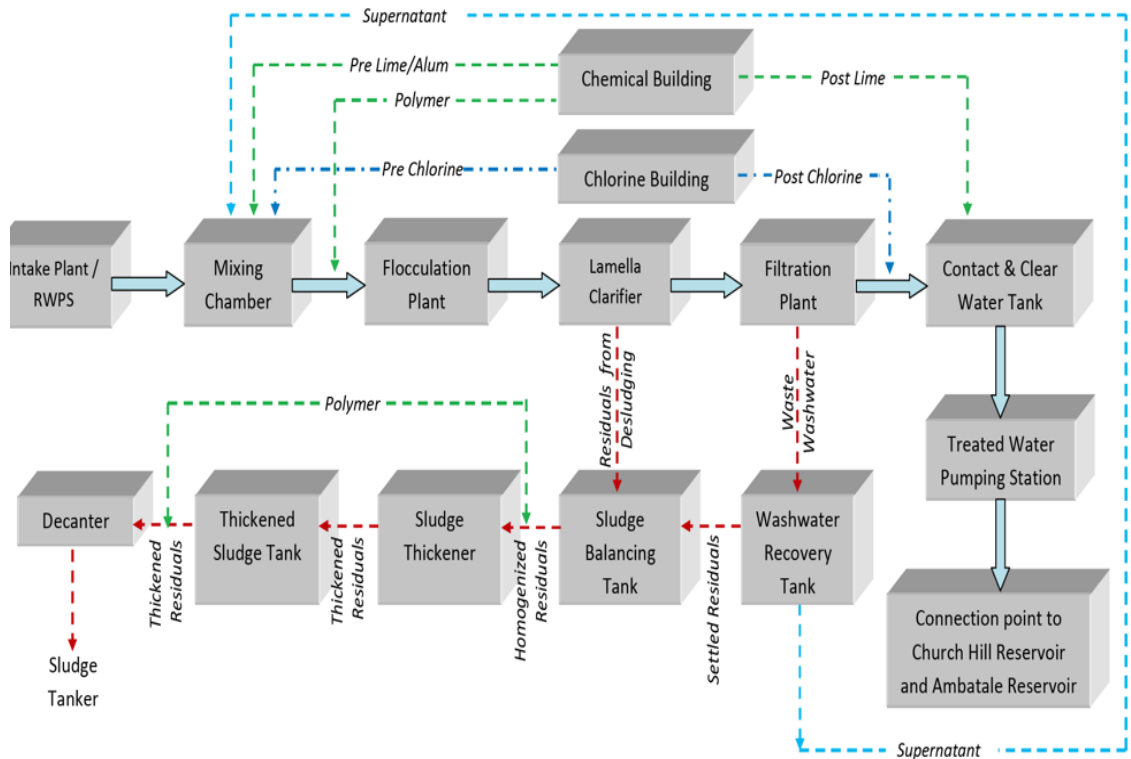 Supernatant
Pre Lime/Alum
Chemical Building
Post Lime
Polymer
Pre Chlorine
Chlorine Building
Post Chlorine
Intake Plant /
RWPS
Mixing
Chamber
Flocculation
Plant
Lamella
Clarifier
Filtration
Plant
Contact & Clear
Water Tank
Residuals from
Desludging
Waste
Washwater
Polymer
Treated Water
Pumping Station
Decanter
Thickened
Sludge Tank
Sludge
Thickener
Sludge
Balancing
Tank
Washwater
Recovery
Tank
Thickened
Residuals
Thickened
Residuals
Homogenized
Residuals
Settled Residuals
Connection point to
Church Hill Reservoir
and Ambatale Reservoir
Sludge
Tanker
Supernatant